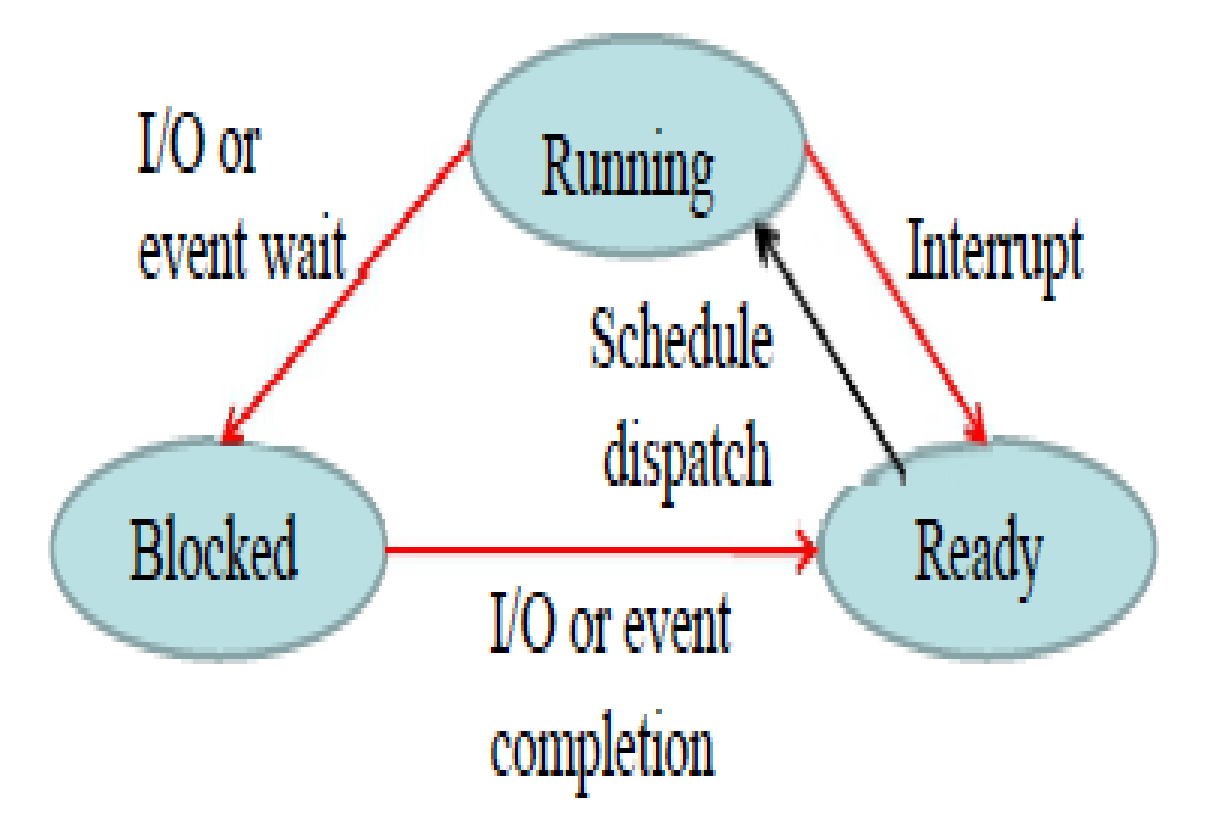 Running
I/O or
event wait
Interrupt
Schedule
dispatch
Blocked
Ready
I/O or event
completion